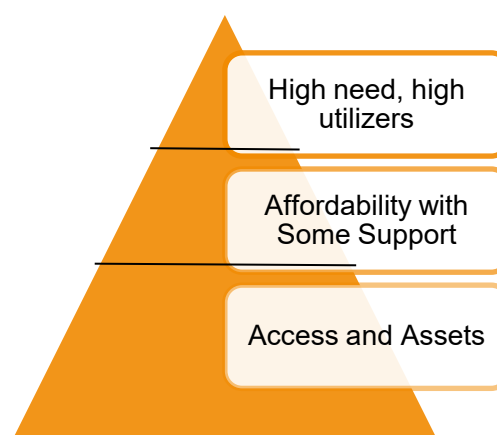 High need, high
utilizers
Affordability with
Some Support
Access and Assets